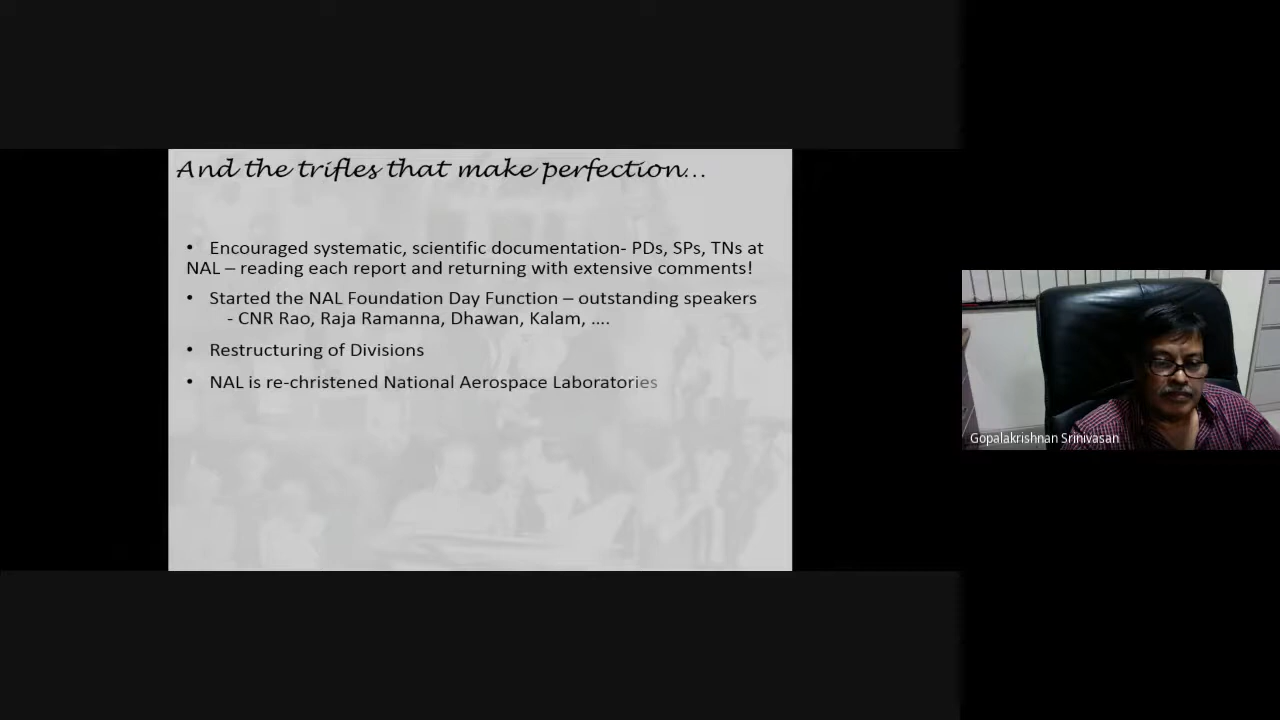 And the trifles that make perfection...
• Encouraged systematic, scientific documentation- PDs, SPs, TNs at
NAL – reading each report and returning with extensive comments!
• Started the NAL Foundation Day Function – outstanding speakers
- CNR Rao, Raja Ramanna, Dhawan, Kalam, ....
• Restructuring of Divisions
• NAL is re-christened National Aerospace Laboratories
Gopalakrishnan Srinivasan